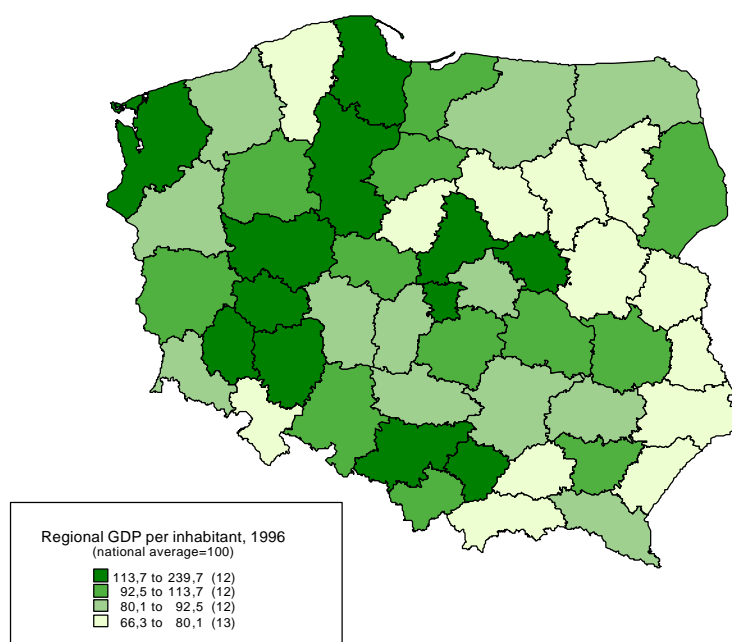 Regional GDP per inhabitant, 1996
(national average=100)
113,7 to 239,7 (12)
92,5 to 113,7 (12)
80,1 to 92,5 (12)
66,3 to 80,1 (13)